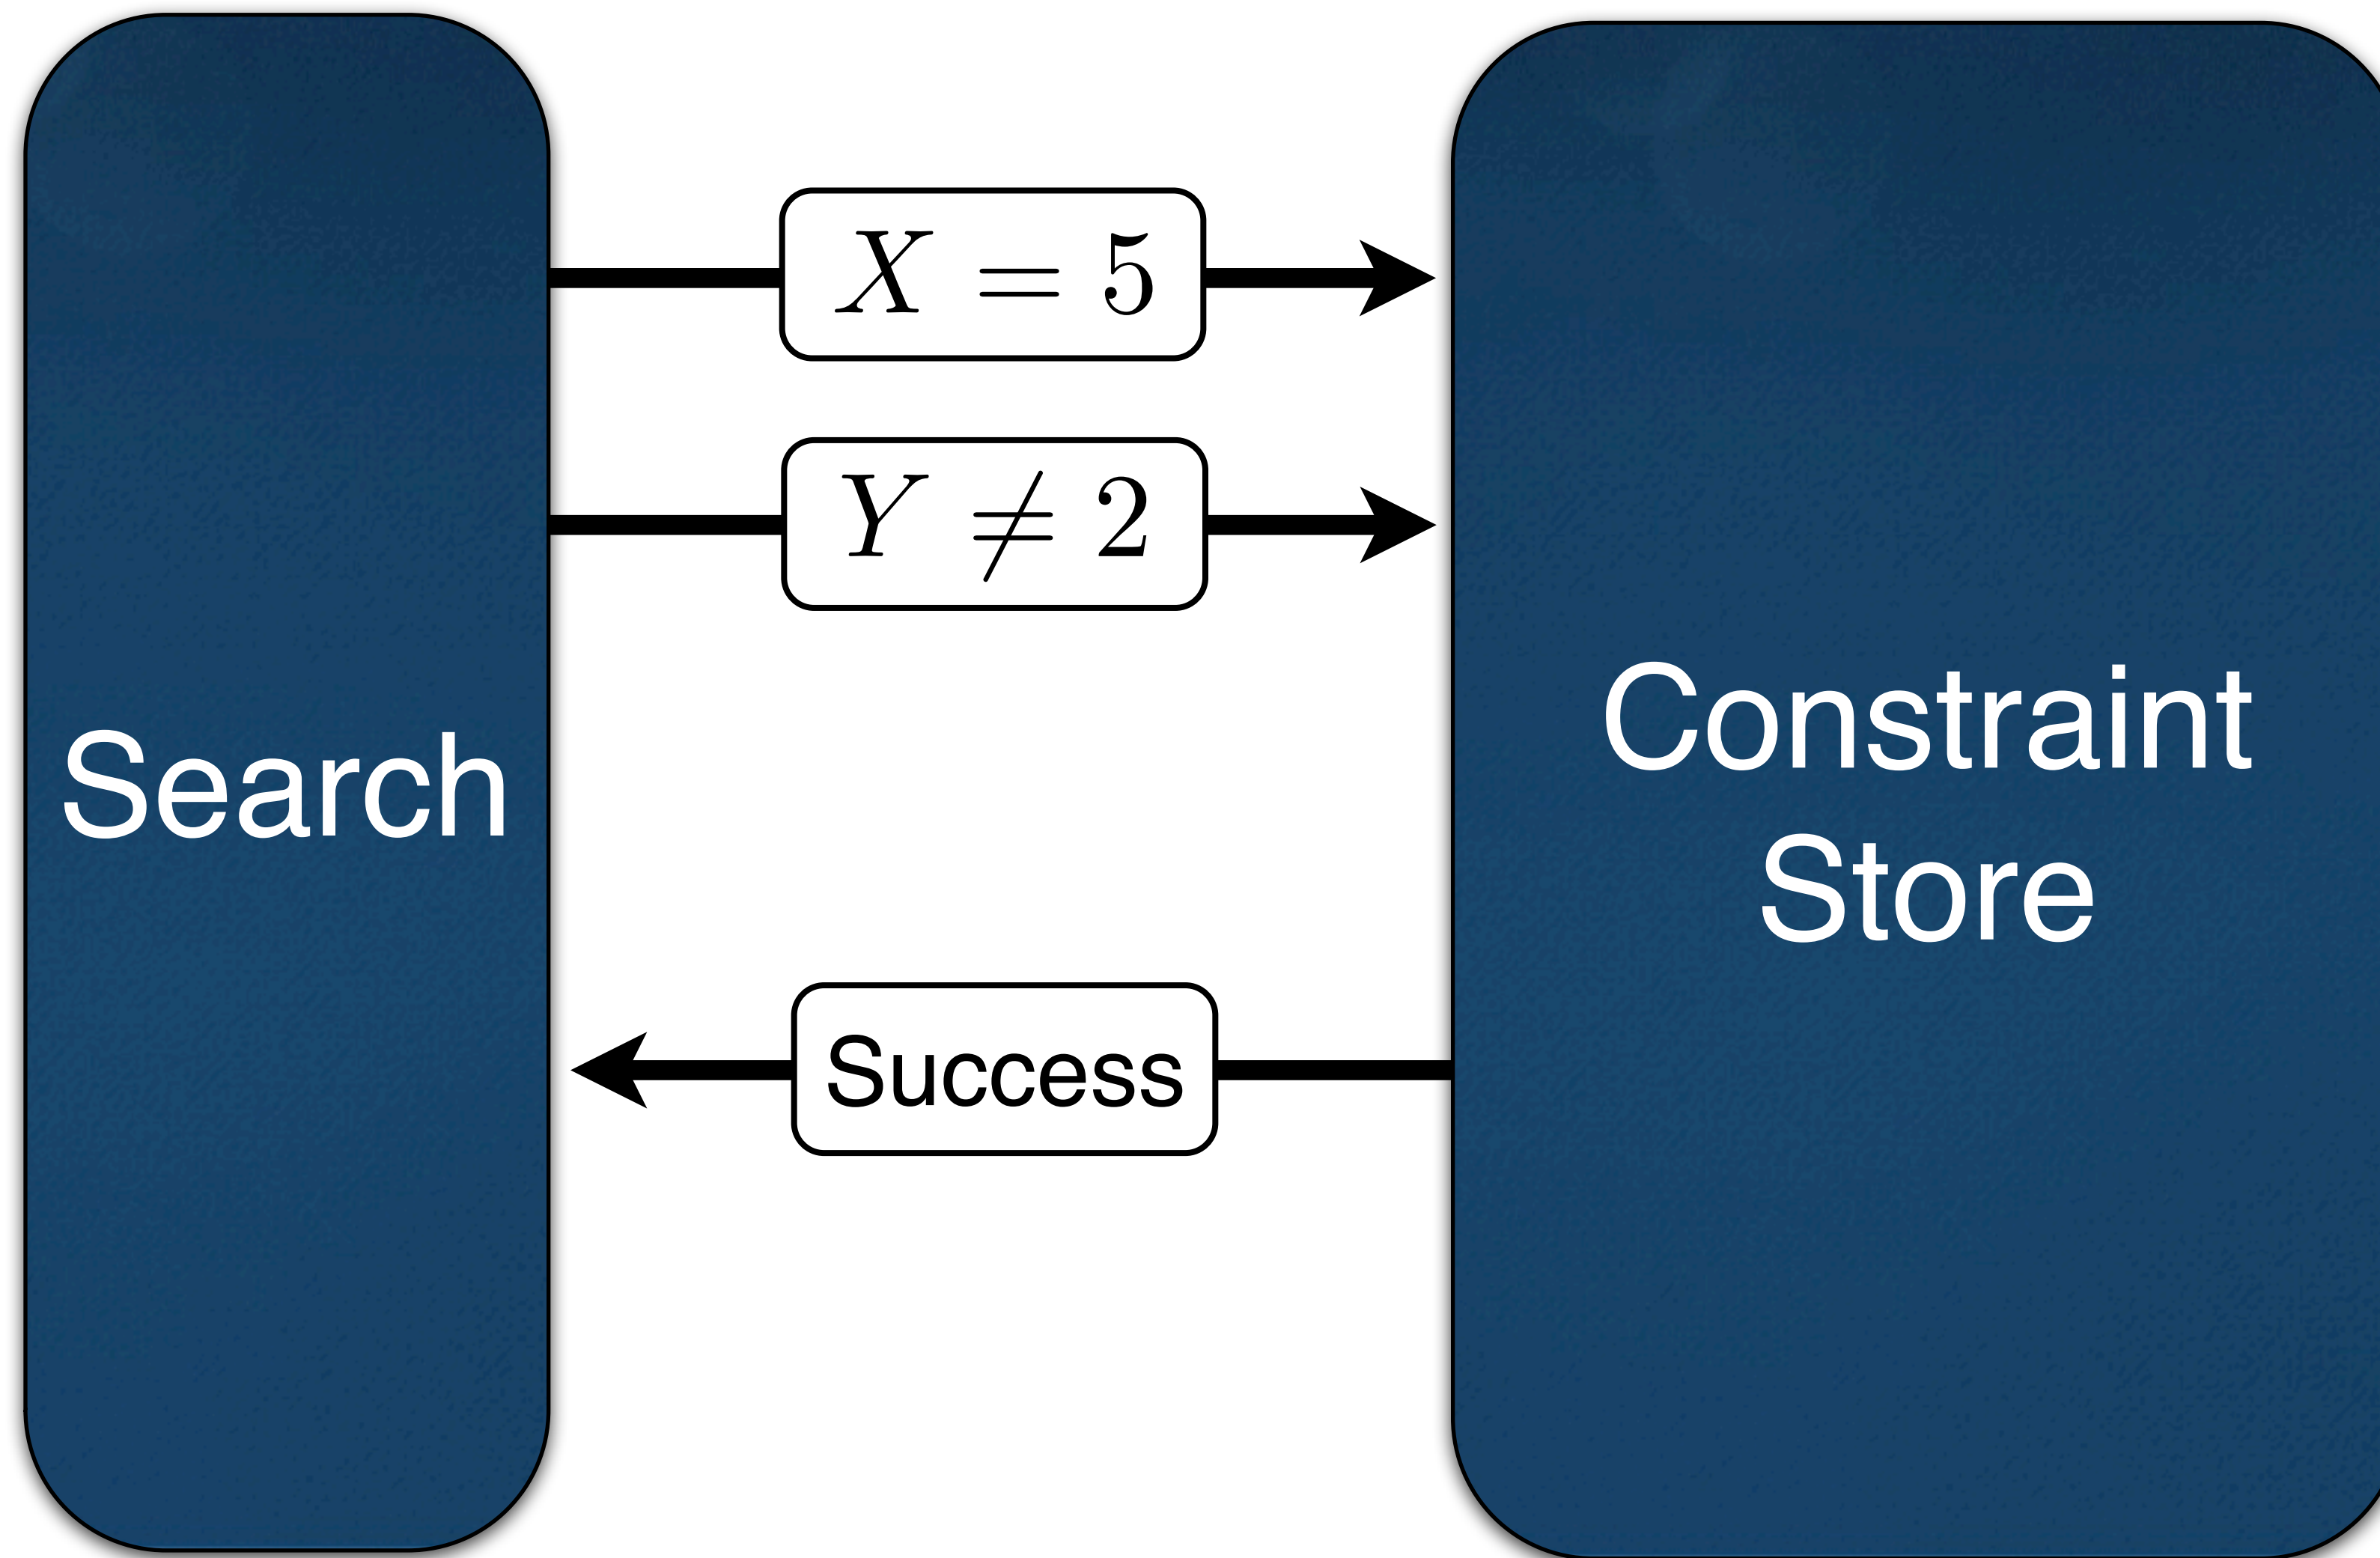 Search
X = 5
Y ≠ 2
Success
Constraint
Store